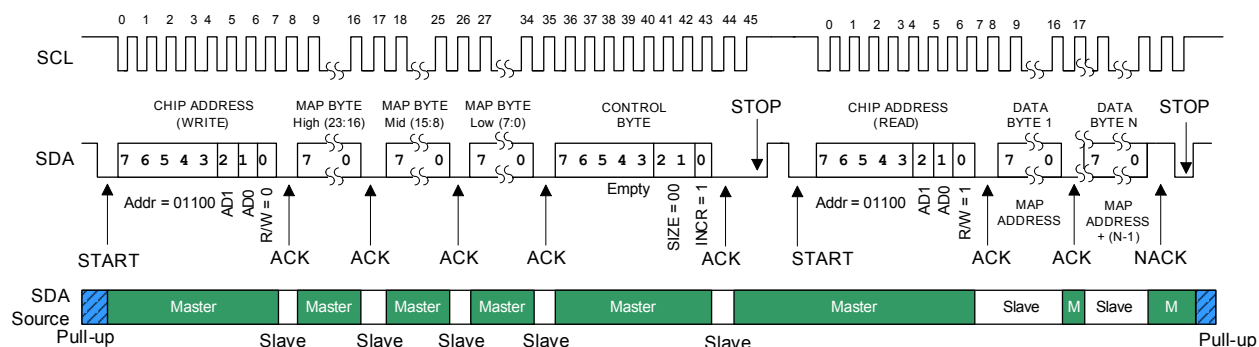 0 1 2 3 4 5 6 7 8 9 16 17 18 25 26 27 34 35 36 37 38 39 40 41 42 43 44 45 0 1 2 3 4 5 6 7 8 9 16 17
SCL
CHIP ADDRESS (WRITE)
MAP BYTE High (23:16)
MAP BYTE Mid (15:8)
MAP BYTE Low (7:0)
CONTROL BYTE
STOP
CHIP ADDRESS (READ)
DATA BYTE 1
DATA BYTE N
STOP
SDA
7 6 5 4 3 2 1 0 7 0 7 0 7 0 7 6 5 4 3 2 1 0 7 6 5 4 3 2 1 0 7 0 7 0
Addr = 01100
AD1
AD0
R/W = 0
Empty
SIZE = 00
INCR = 1
Addr = 01100
AD1
AD0
R/W = 1
MAP ADDRESS
MAP ADDRESS + (N-1)
START ACK ACK ACK ACK ACK START ACK ACK NACK
SDA Source
Master Master Master Master Master Master Slave M Slave M
Pull-up Slave Slave Slave Slave Slave Pull-up